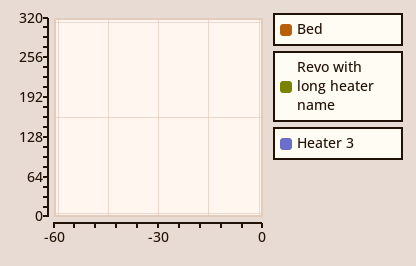 320
256
192
128
64
0
-60
-30
0
Bed
Revo with
long heater
name
Heater 3